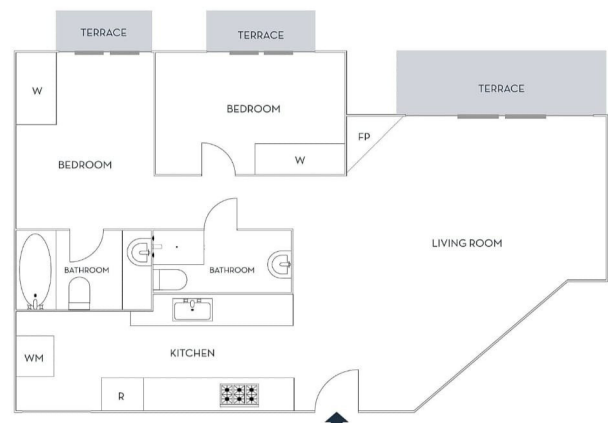 TERRACE
TERRACE
TERRACE
W
BEDROOM
FP
W
BEDROOM
LIVING ROOM
BATHROOM
BATHROOM
KITCHEN
WM
R